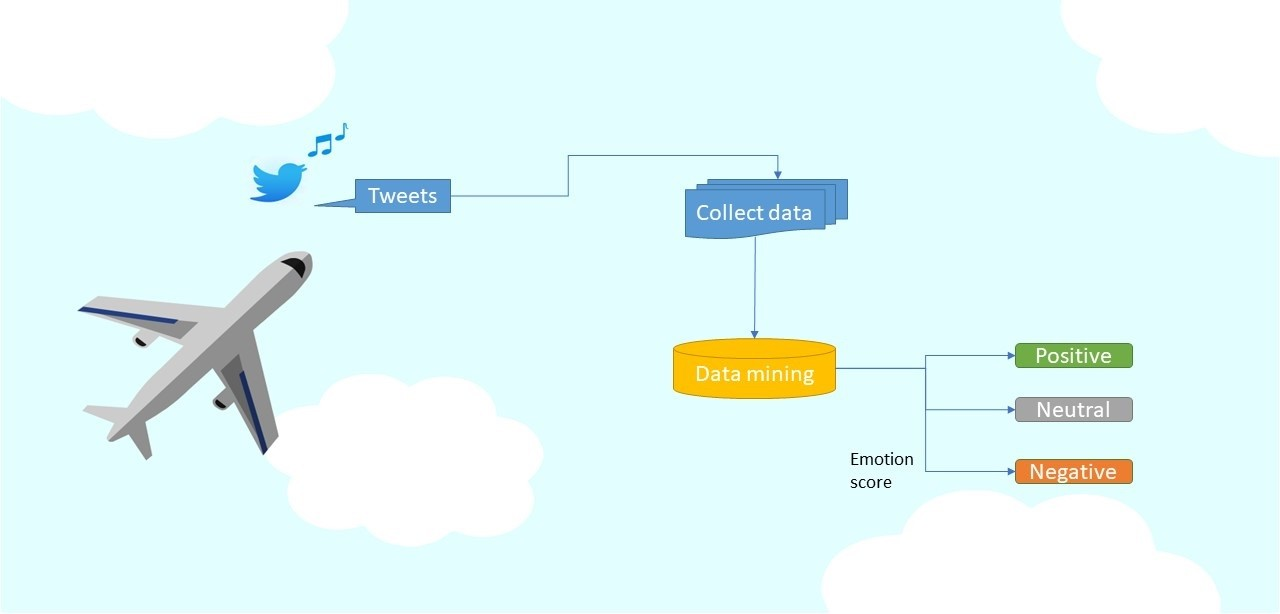 Tweets
Collect data
Data mining
Positive
Neutral
Emotion
score
Negative